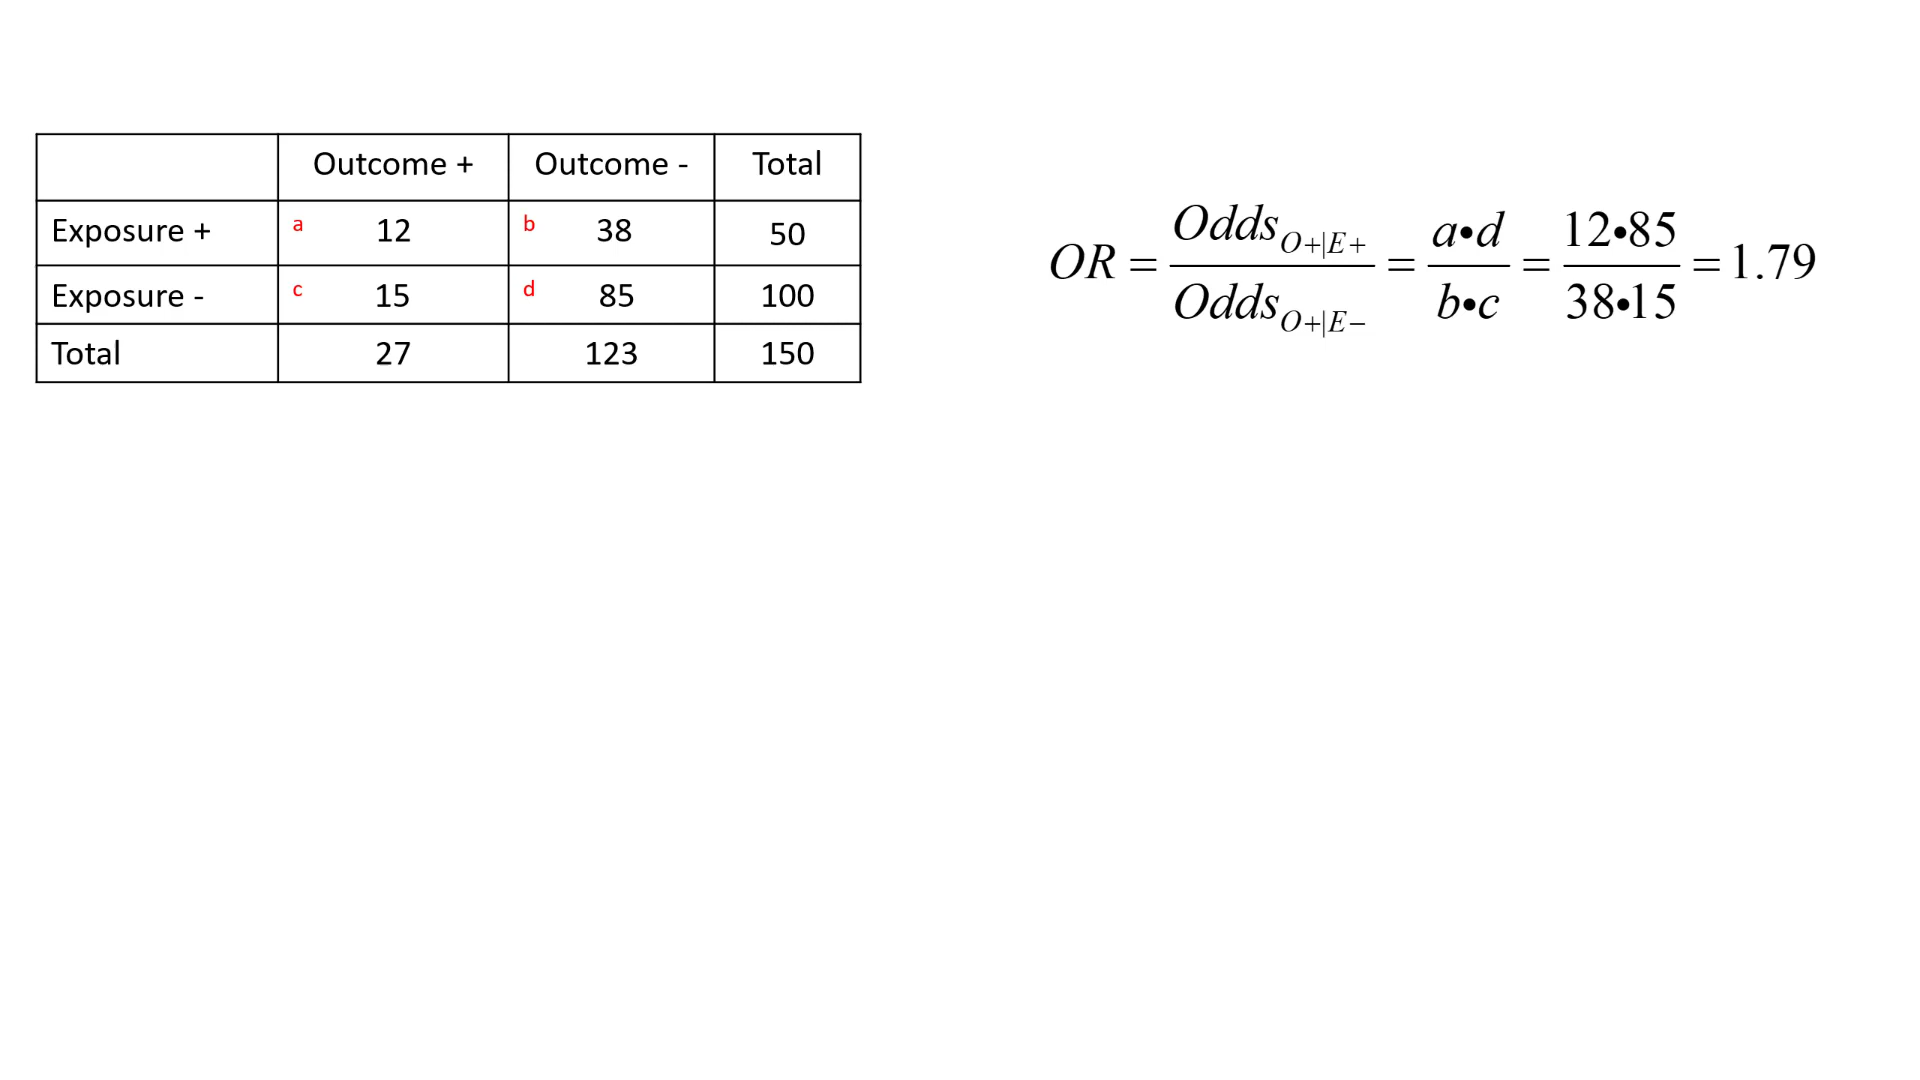 Outcome + Outcome - Total
Exposure + a 12 b 38 50
Exposure - c 15 d 85 100
Total 27 123 150
OR = Odds_{O+|E+} / Odds_{O+|E−} = a•d / b•c = 12•85 / 38•15 = 1.79